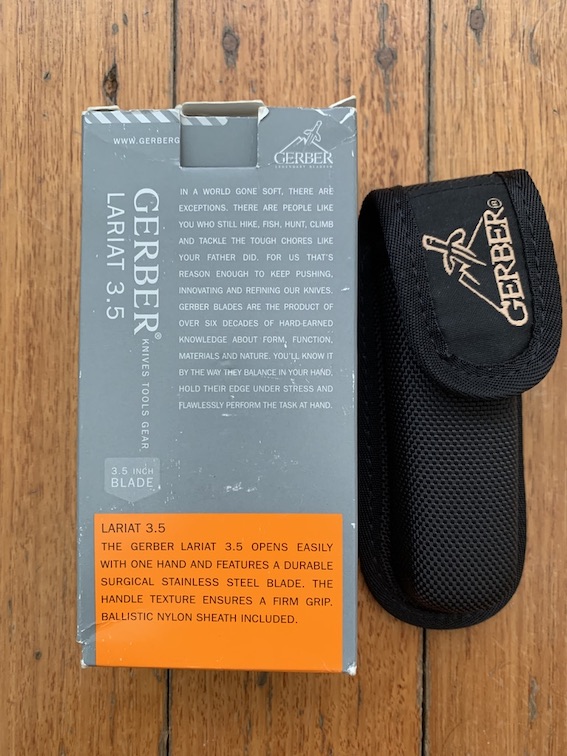 WWW.GERBERG
GERBER
LEGENDARY BLADES
GERBER®
KNIVES TOOLS GEAR
LARIAT 3.5
IN A WORLD GONE SOFT, THERE ARE
EXCEPTIONS. THERE ARE PEOPLE LIKE
YOU WHO STILL HIKE, FISH, HUNT, CLIMB
AND TACKLE THE TOUGH CHORES LIKE
YOUR FATHER DID. FOR US THAT'S
REASON ENOUGH TO KEEP PUSHING,
INNOVATING AND REFINING OUR KNIVES.
GERBER BLADES ARE THE PRODUCT OF
OVER SIX DECADES OF HARD-EARNED
KNOWLEDGE ABOUT FORM, FUNCTION,
MATERIALS AND NATURE. YOU'LL KNOW IT
BY THE WAY THEY BALANCE IN YOUR HAND,
HOLD THEIR EDGE UNDER STRESS AND
FLAWLESSLY PERFORM THE TASK AT HAND.
3.5 INCH
BLADE
LARIAT 3.5
THE GERBER LARIAT 3.5 OPENS EASILY
WITH ONE HAND AND FEATURES A DURABLE
SURGICAL STAINLESS STEEL BLADE. THE
HANDLE TEXTURE ENSURES A FIRM GRIP.
BALLISTIC NYLON SHEATH INCLUDED.
GERBER®